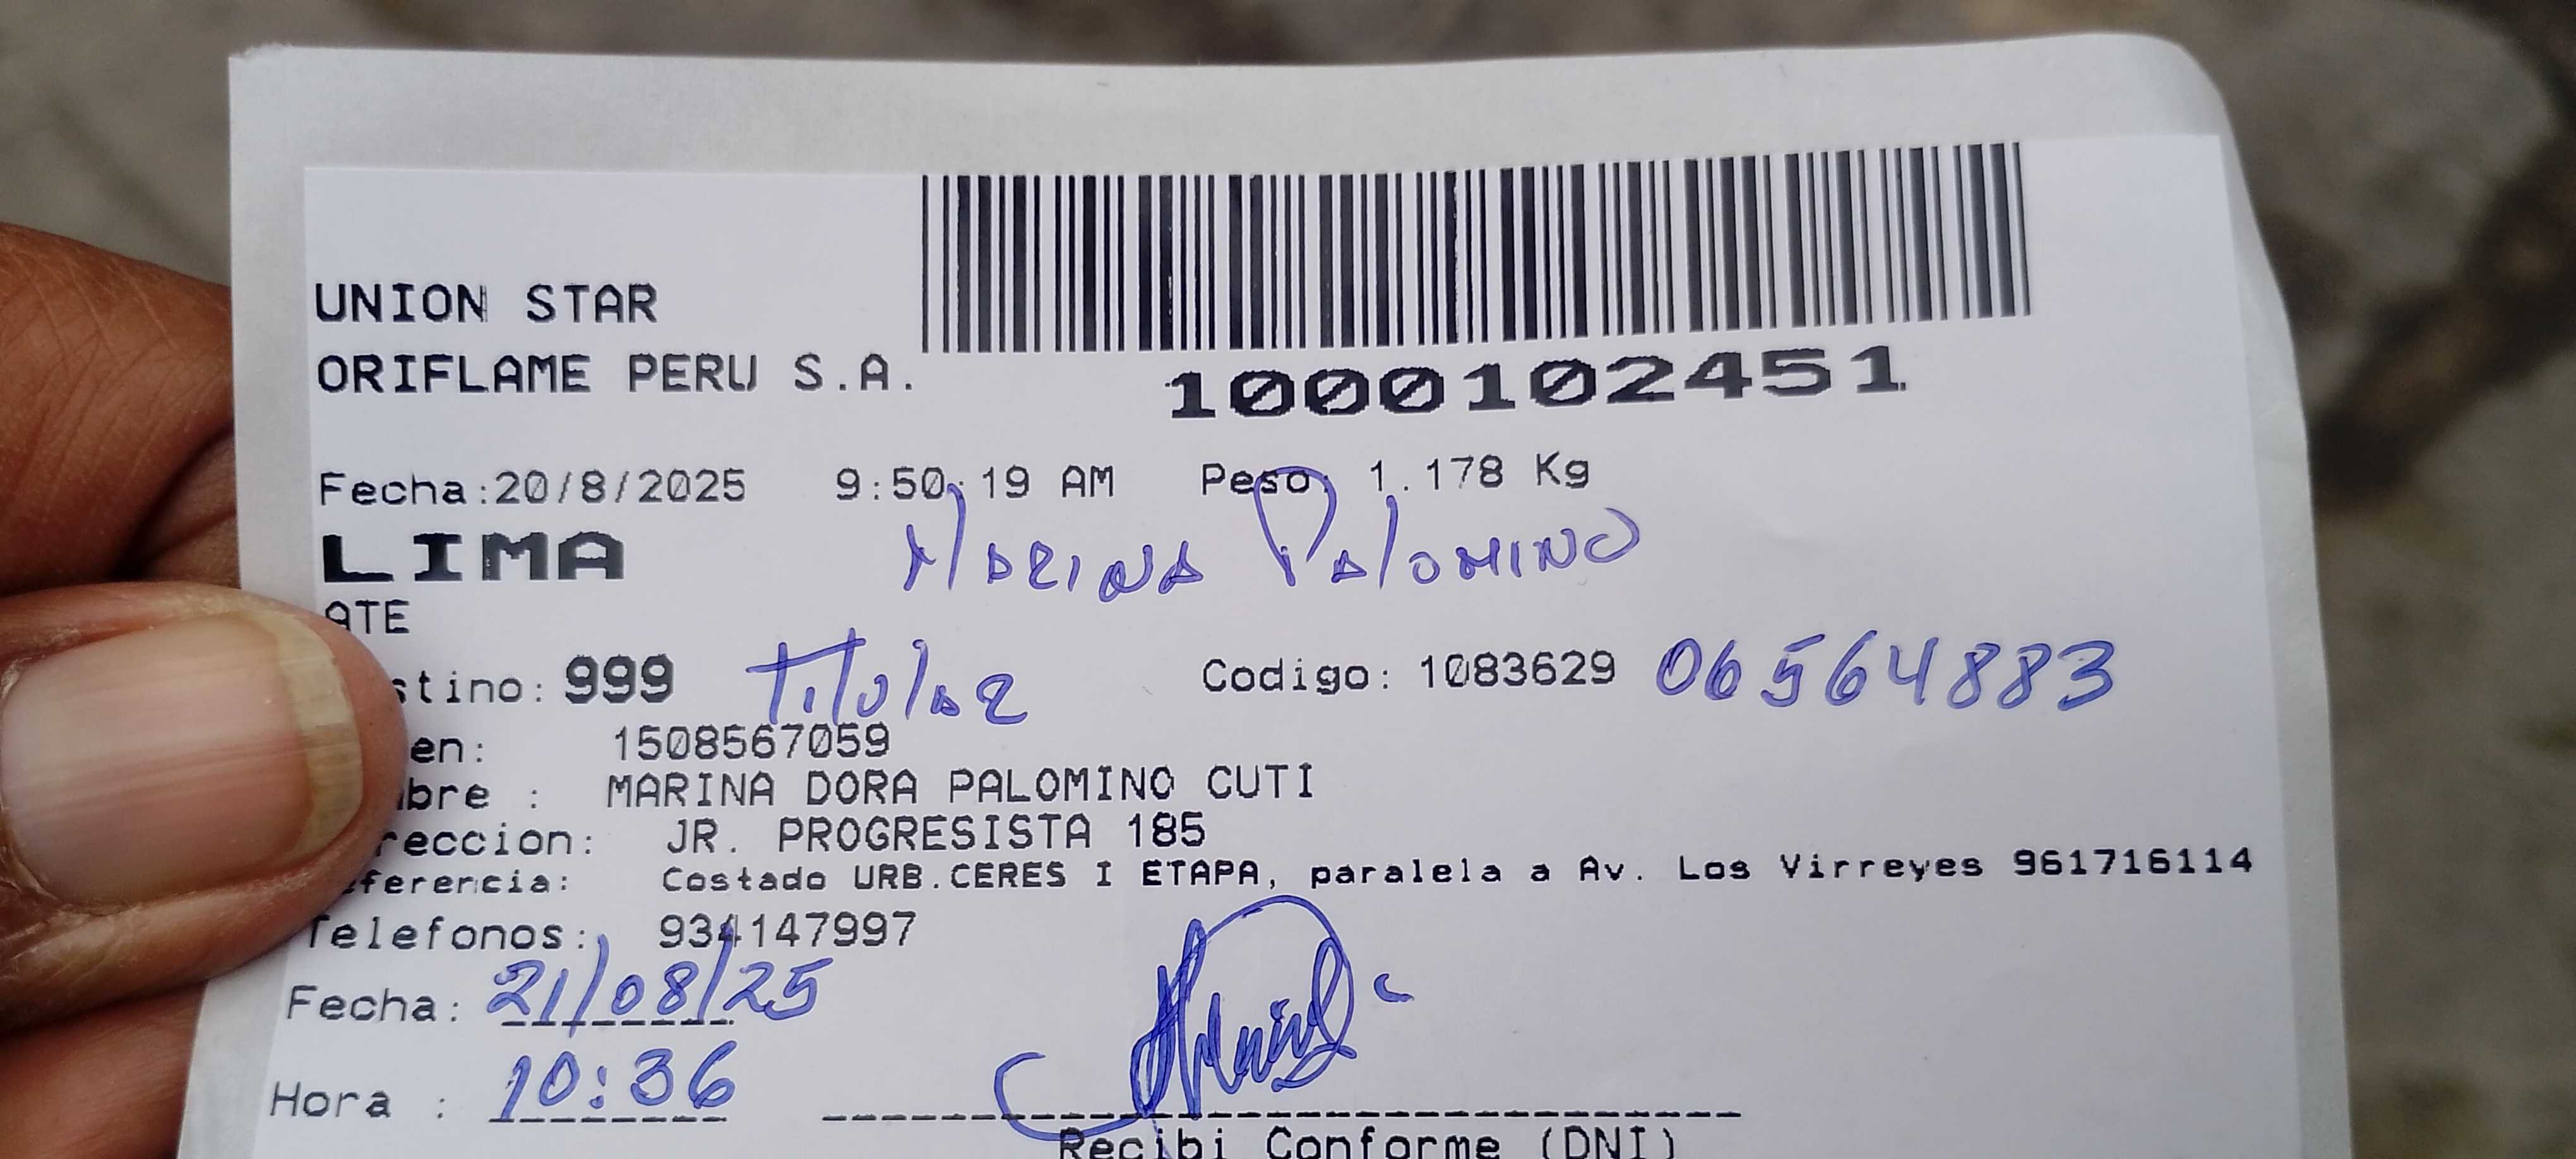 UNION STAR
ORIFLAME PERU S.A.
1000102451
Fecha:20/8/2025 9:50:19 AM Peso: 1.178 Kg
LIMA MARINA PALOMINO
ATE
stino: 999 TITULAR Codigo: 1083629 06564883
en: 1508567059
bre : MARINA DORA PALOMINO CUTI
reccion: JR. PROGRESISTA 185
ferencia: Costado URB.CERES I ETAPA, paralela a Av. Los Virreyes 961716114
Telefonos: 934147997
Fecha: 21/08/25
Hora : 10:36
Recibi Conforme (DNI)